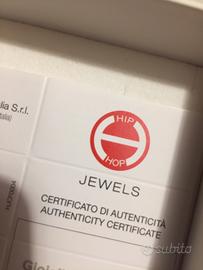 lia S.r.l.
HIP
HOP
JEWELS
CERTIFICATO DI AUTENTICITÀ
AUTHENTICITY CERTIFICATE
subito